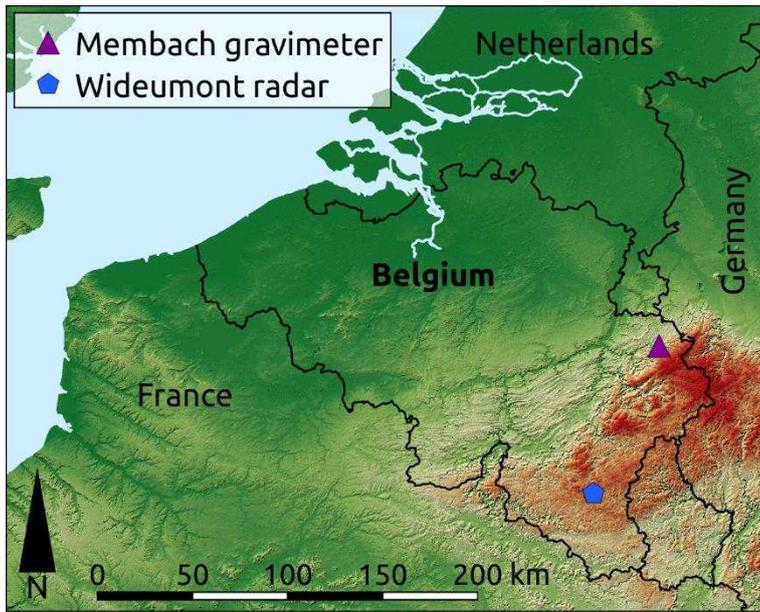 Membach gravimeter
Wideumont radar
Netherlands
Germany
Belgium
France
N
0 50 100 150 200 km